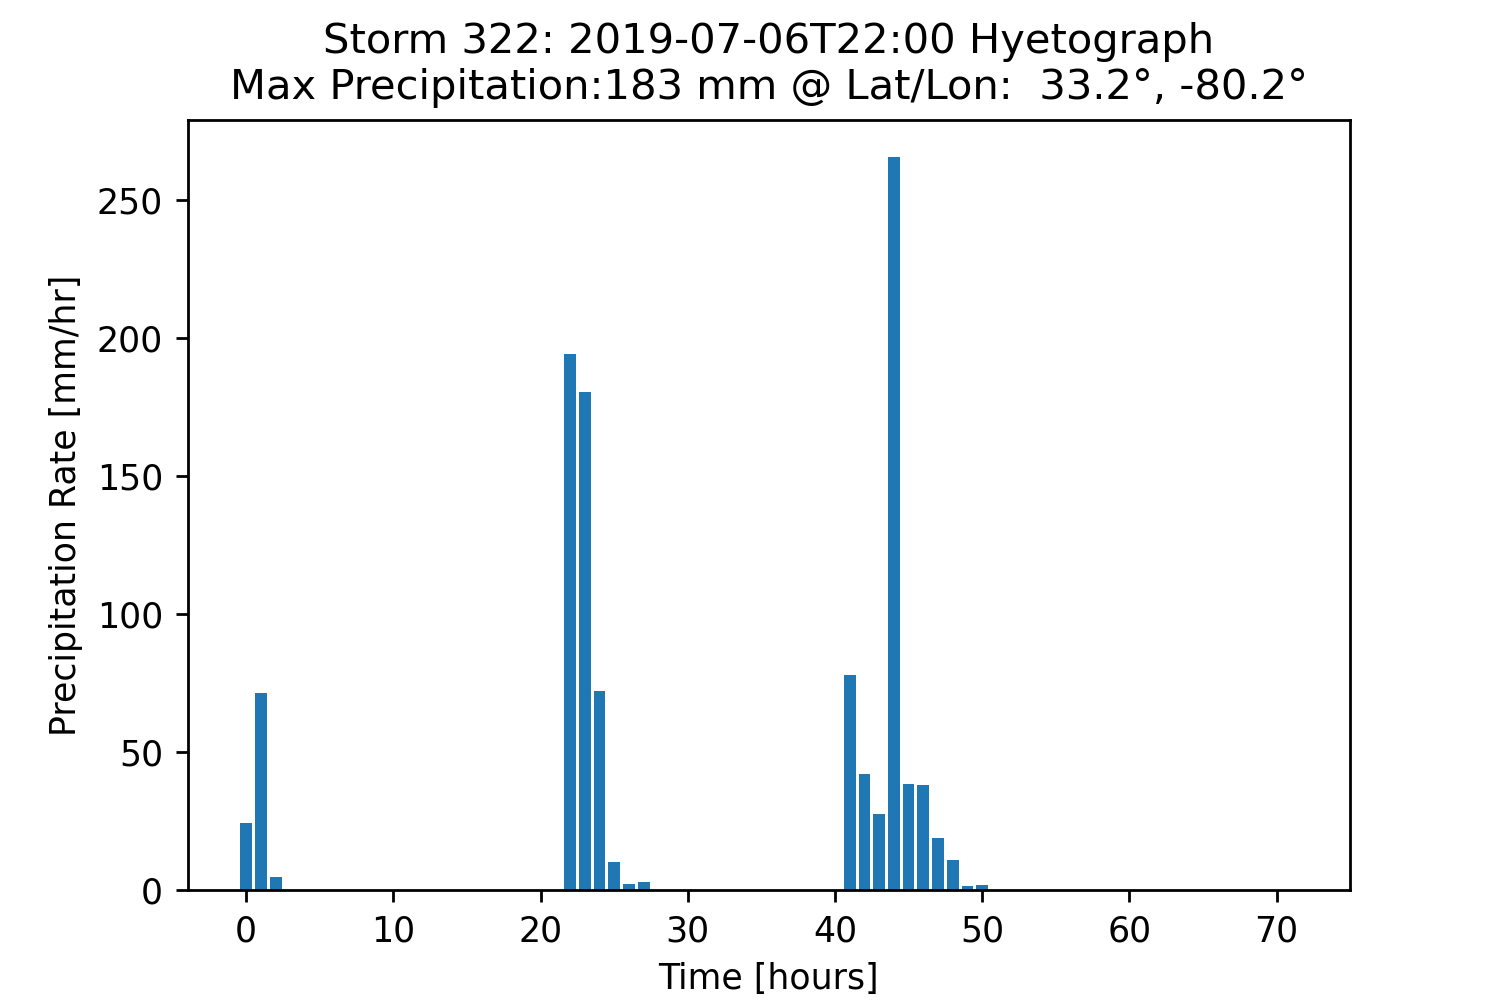 Storm 322: 2019-07-06T22:00 Hyetograph
Max Precipitation:183 mm @ Lat/Lon:  33.2°, -80.2°
250
200
150
100
50
0
Precipitation Rate [mm/hr]
0 10 20 30 40 50 60 70
Time [hours]